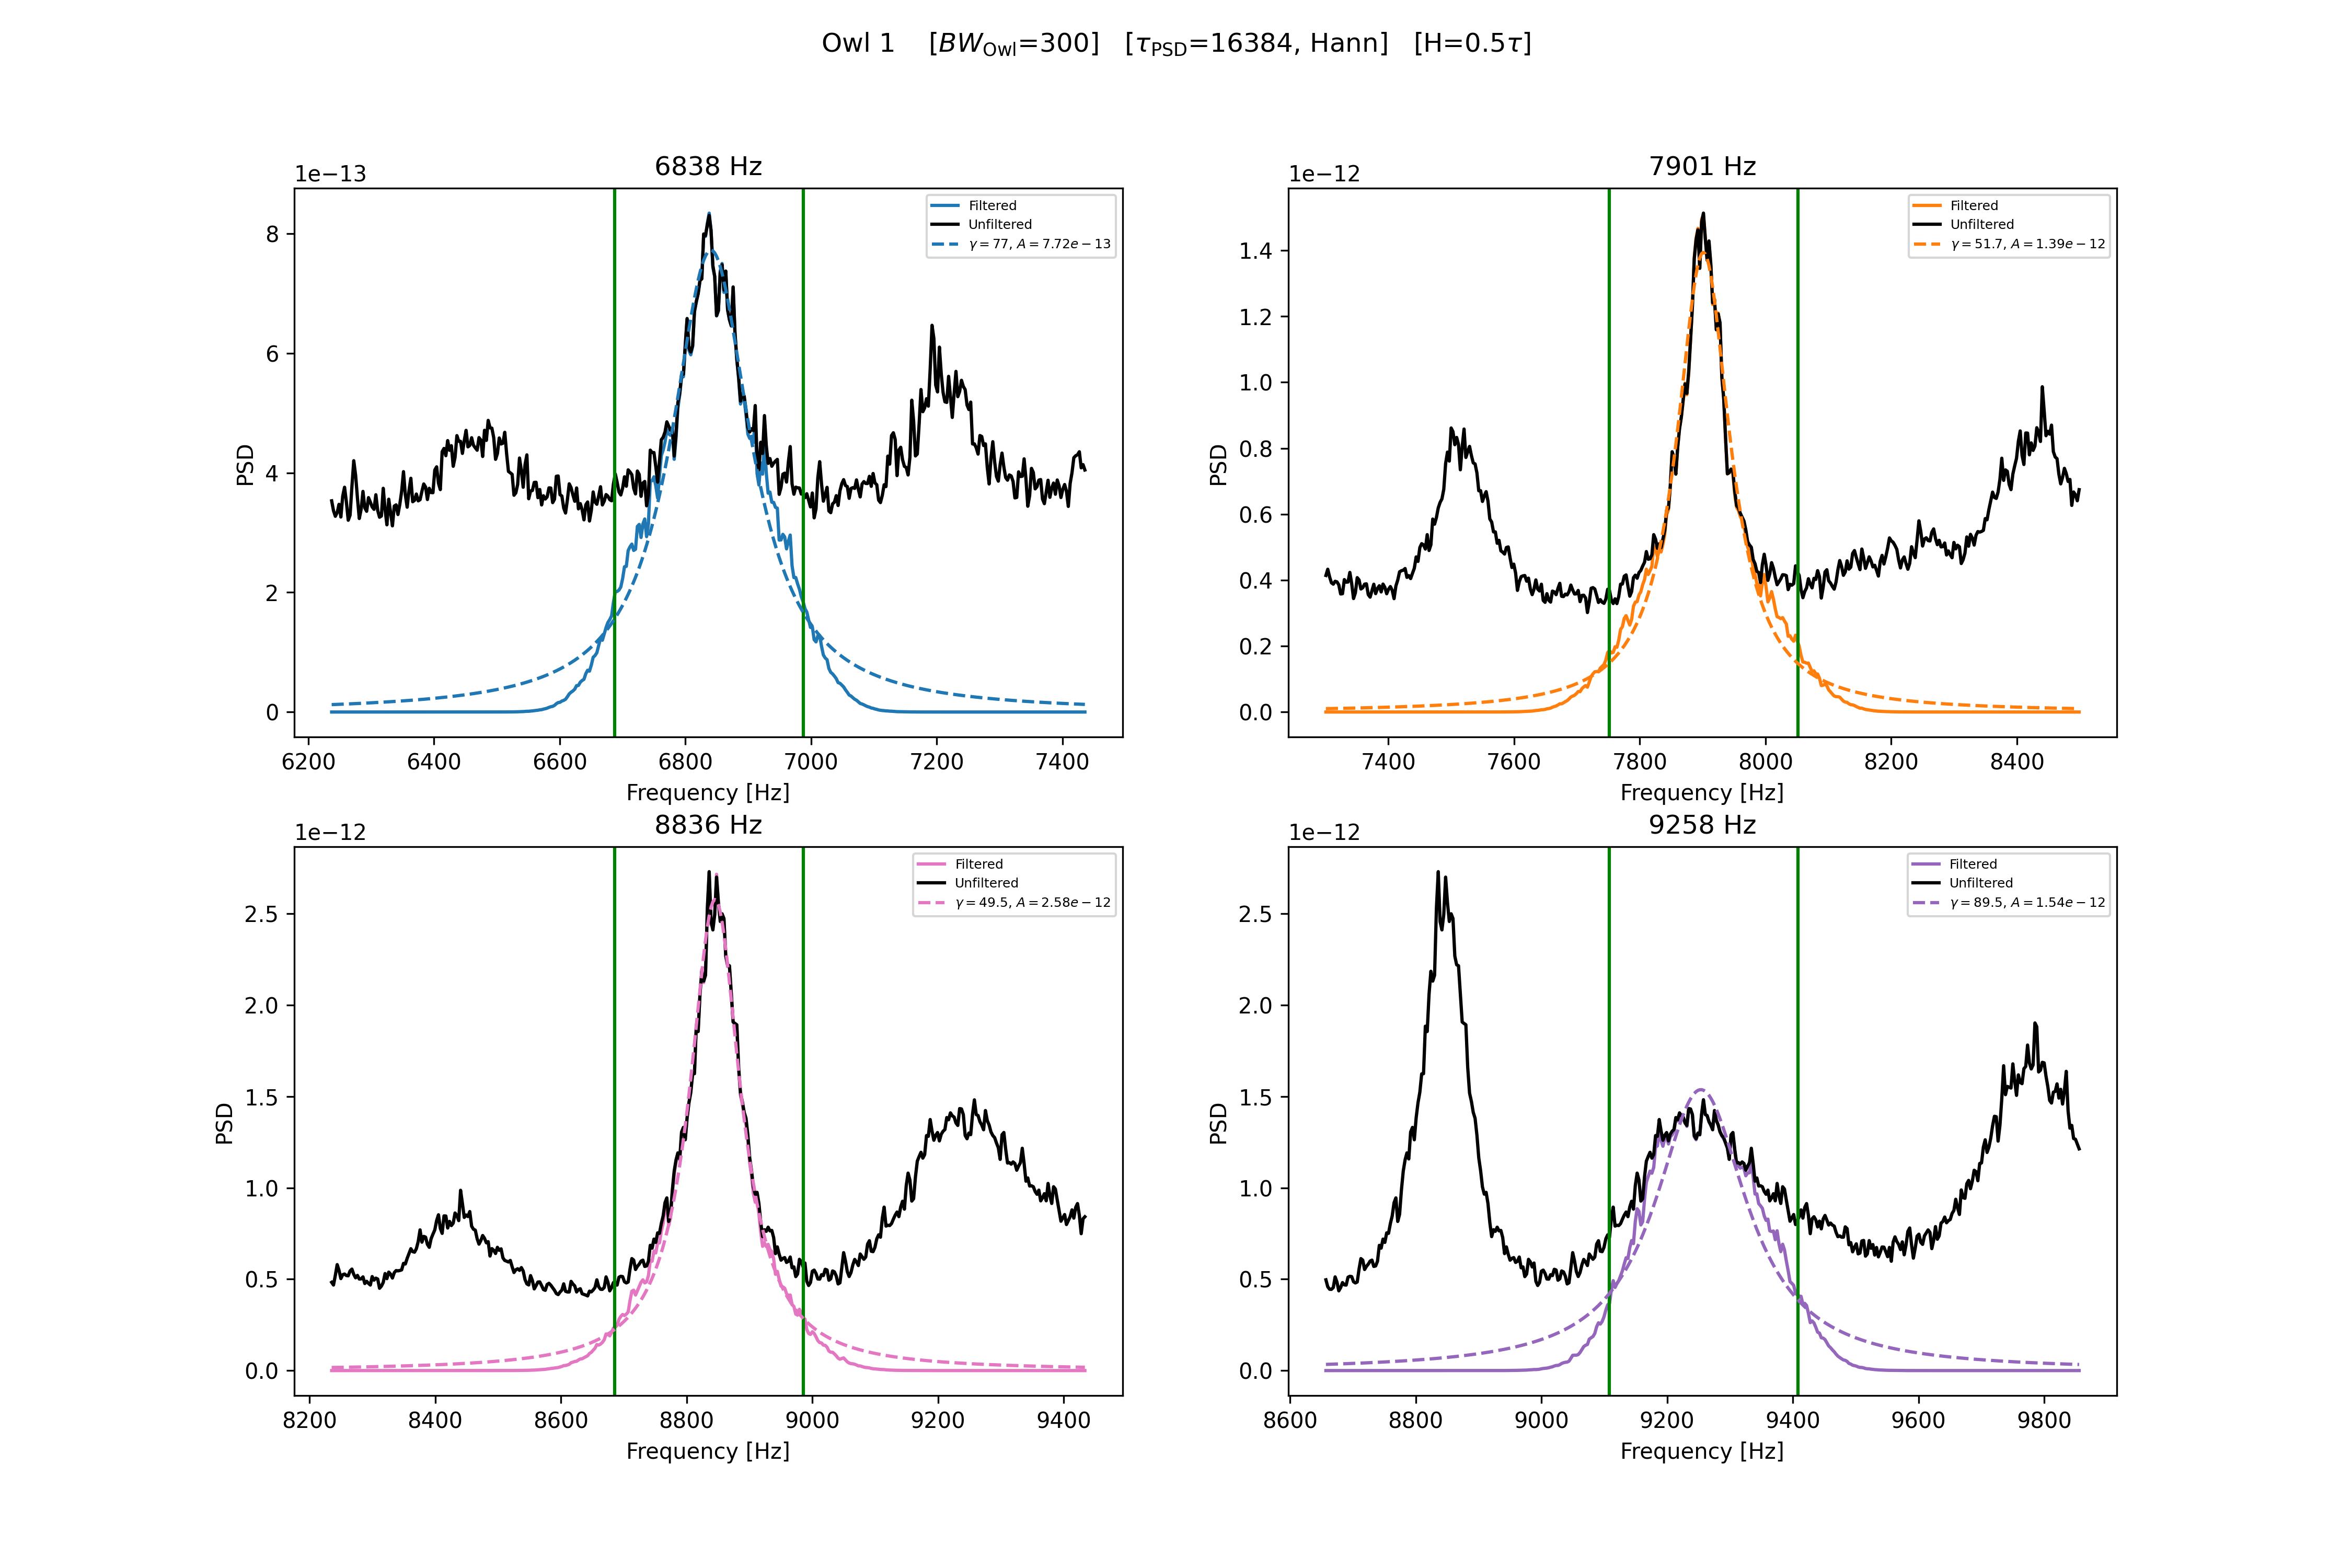 Owl 1 [BW_Owl=300] [τ_PSD=16384, Hann] [H=0.5τ]
6838 Hz
1e−13
Filtered
Unfiltered
γ = 77, A = 7.72e − 13
8
6
4
2
0
PSD
6200 6400 6600 6800 7000 7200 7400
Frequency [Hz]
7901 Hz
1e−12
Filtered
Unfiltered
γ = 51.7, A = 1.39e − 12
1.4
1.2
1.0
0.8
0.6
0.4
0.2
0.0
PSD
7400 7600 7800 8000 8200 8400
Frequency [Hz]
8836 Hz
1e−12
Filtered
Unfiltered
γ = 49.5, A = 2.58e − 12
2.5
2.0
1.5
1.0
0.5
0.0
PSD
8200 8400 8600 8800 9000 9200 9400
Frequency [Hz]
9258 Hz
1e−12
Filtered
Unfiltered
γ = 89.5, A = 1.54e − 12
2.5
2.0
1.5
1.0
0.5
0.0
PSD
8600 8800 9000 9200 9400 9600 9800
Frequency [Hz]